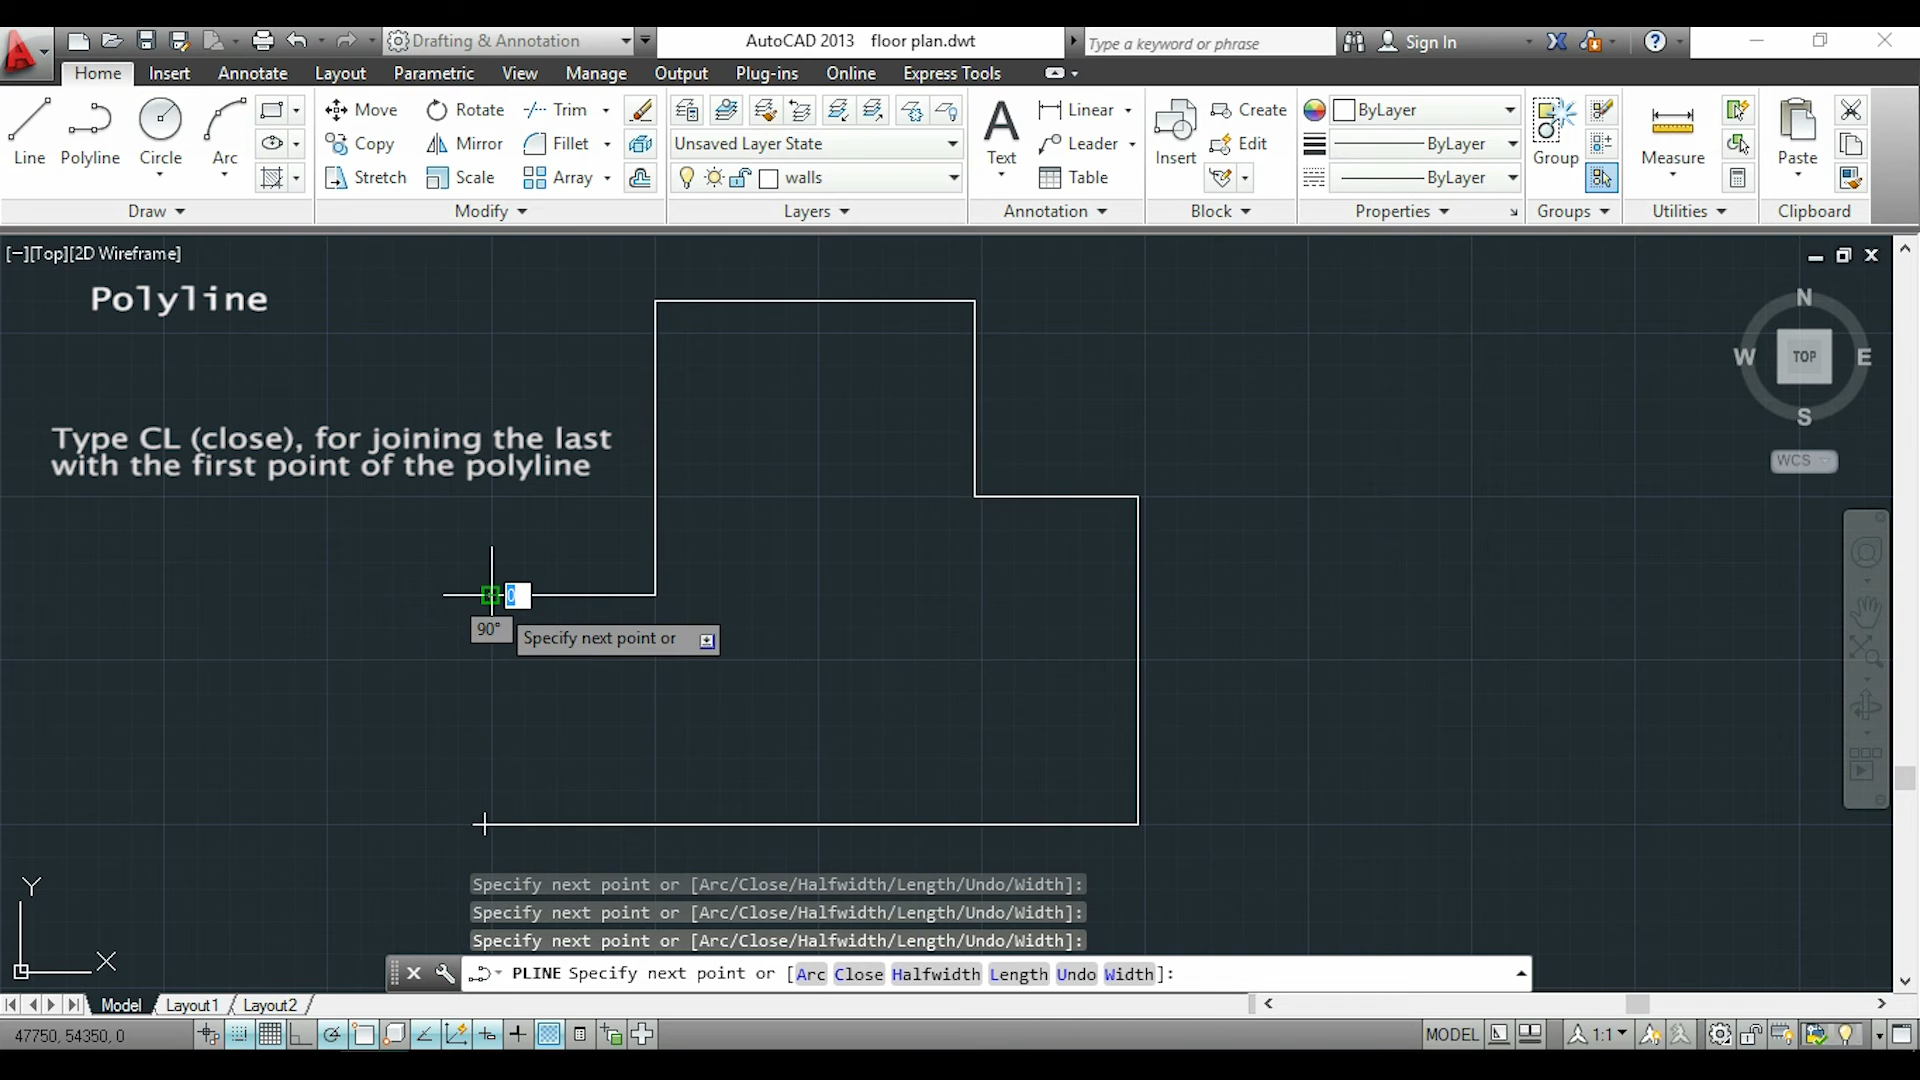 Drafting & Annotation
AutoCAD 2013 floor plan.dwt
Type a keyword or phrase
Sign In
Home Insert Annotate Layout Parametric View Manage Output Plug-ins Online Express Tools
Line Polyline Circle Arc
Move Rotate Trim
Copy Mirror Fillet
Stretch Scale Array
Unsaved Layer State
walls
Text
Linear
Leader
Table
Insert
Create
Edit
ByLayer
ByLayer
ByLayer
Group
Measure
Paste
Draw Modify Layers Annotation Block Properties Groups Utilities Clipboard
[−][Top][2D Wireframe]
Polyline
Type CL (close), for joining the last
with the first point of the polyline
N
W TOP E
S
WCS
0
90°
Specify next point or
Specify next point or [Arc/Close/Halfwidth/Length/Undo/Width]:
Specify next point or [Arc/Close/Halfwidth/Length/Undo/Width]:
Specify next point or [Arc/Close/Halfwidth/Length/Undo/Width]:
Y
X
PLINE Specify next point or [Arc Close Halfwidth Length Undo Width]:
Model Layout1 Layout2
47750, 54350, 0
MODEL
1:1